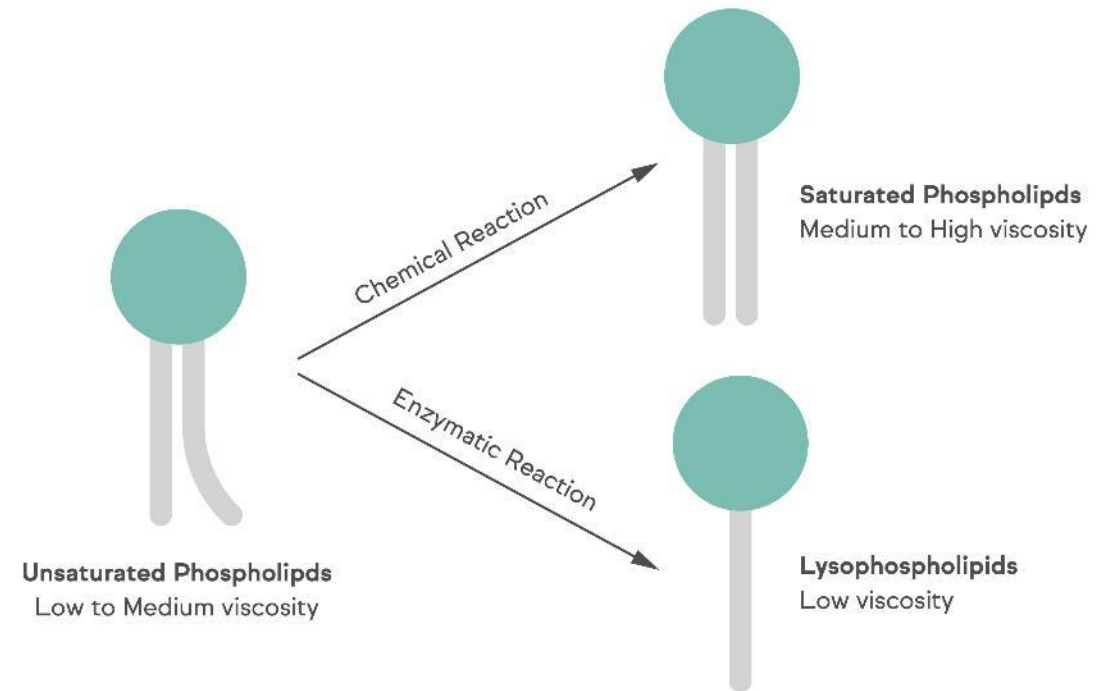 Chemical Reaction
Saturated Phospholipds
Medium to High viscosity
Enzymatic Reaction
Unsaturated Phospholipds
Low to Medium viscosity
Lysophospholipids
Low viscosity